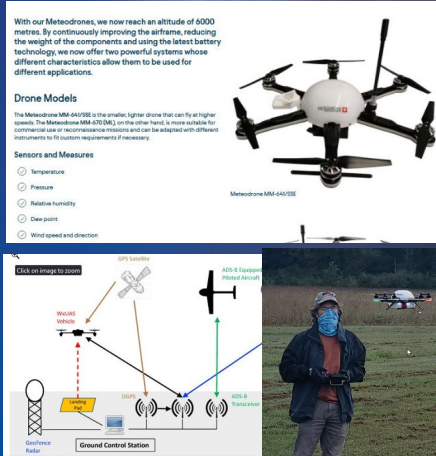 With our Meteodrones, we now reach an altitude of 6000
metres. By continuously improving the airframe, reducing
the weight of the components and using the latest battery
technology, we now offer two powerful systems whose
different characteristics allow them to be used for
different applications.
Drone Models
The Meteodrone MM-641/SSE is the smaller, lighter drone that can fly at higher
speeds. The Meteodrone MM-670 (ML), on the other hand, is more suitable for
commercial use or reconnaissance missions and can be adapted with different
instruments to fit custom requirements if necessary.
Sensors and Measures
Temperature
Pressure
Relative humidity
Dew point
Wind speed and direction
Meteodrone MM-641/SSE
Click on image to zoom
GPS Satellite
ADS-B Equipped
Piloted Aircraft
WxUAS
Vehicle
Landing
Pad
DGPS
ADS-B
Transceiver
GeoFence
Radar
Ground Control Station